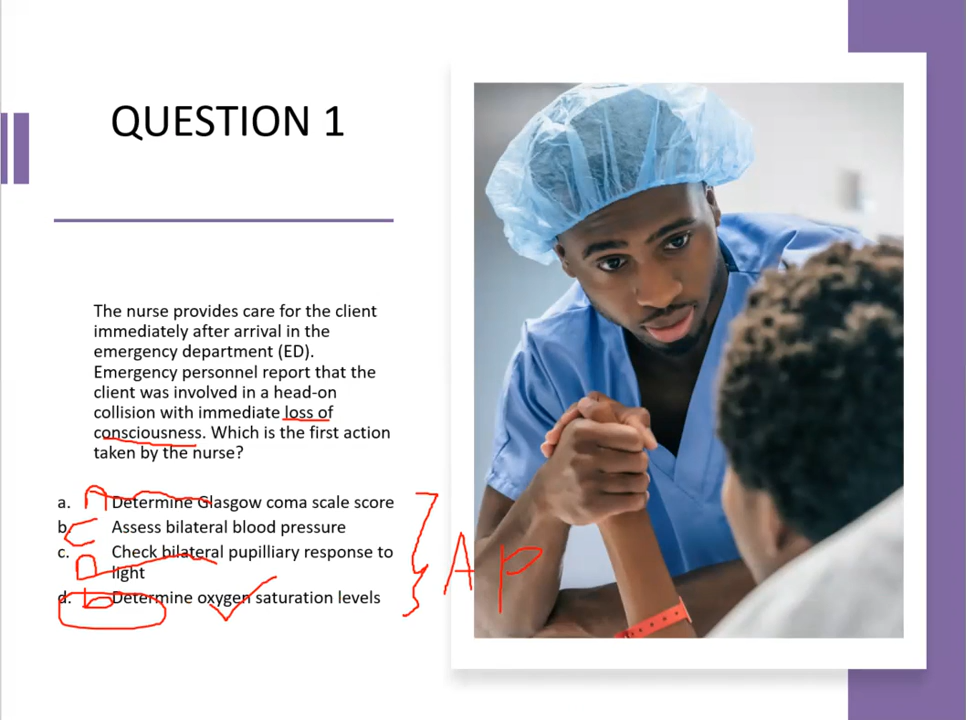 QUESTION 1
The nurse provides care for the client
immediately after arrival in the
emergency department (ED).
Emergency personnel report that the
client was involved in a head-on
collision with immediate loss of
consciousness. Which is the first action
taken by the nurse?
a. Determine Glasgow coma scale score
b. Assess bilateral blood pressure
C
c. Check bilateral pupilliary response to
light
d. b Determine oxygen saturation levels
A P